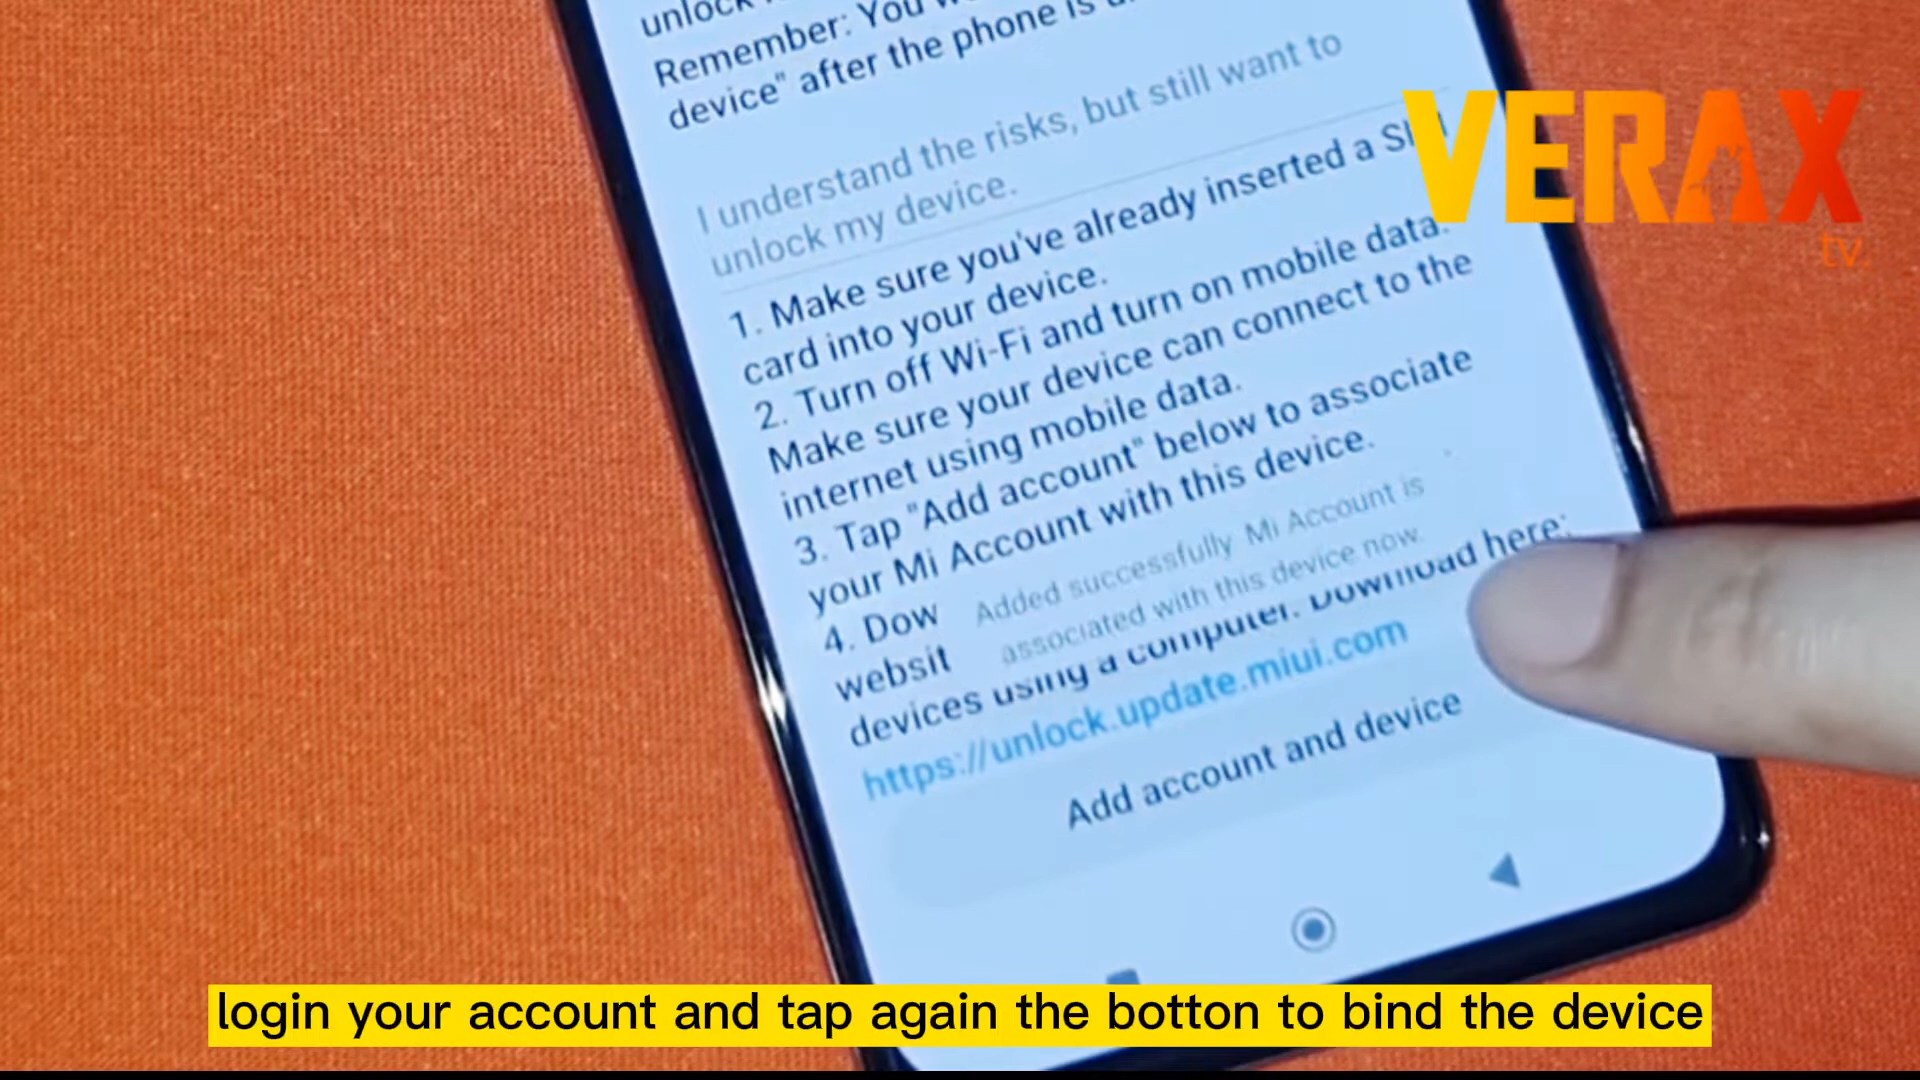 unlock
Remember: You
device" after the phone is
I understand the risks, but still want to
unlock my device.
1. Make sure you've already inserted a SIM
card into your device.
2. Turn off Wi-Fi and turn on mobile data.
Make sure your device can connect to the
internet using mobile data.
3. Tap "Add account" below to associate
your Mi Account with this device.
4. Dow
websit
Added successfully Mi Account is
associated with this device now.
devices using a computer. Download here:
https://unlock.update.miui.com
Add account and device
VERAX
tv.
login your account and tap again the botton to bind the device